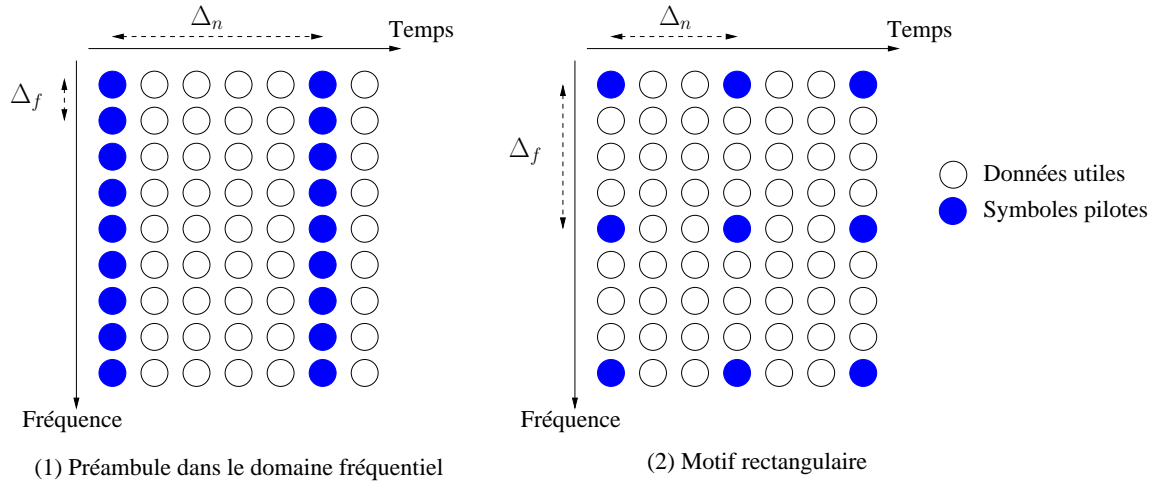 Δn
Temps
Δf
Fréquence
(1) Préambule dans le domaine fréquentiel
Δn
Temps
Δf
Fréquence
(2) Motif rectangulaire
Données utiles
Symboles pilotes